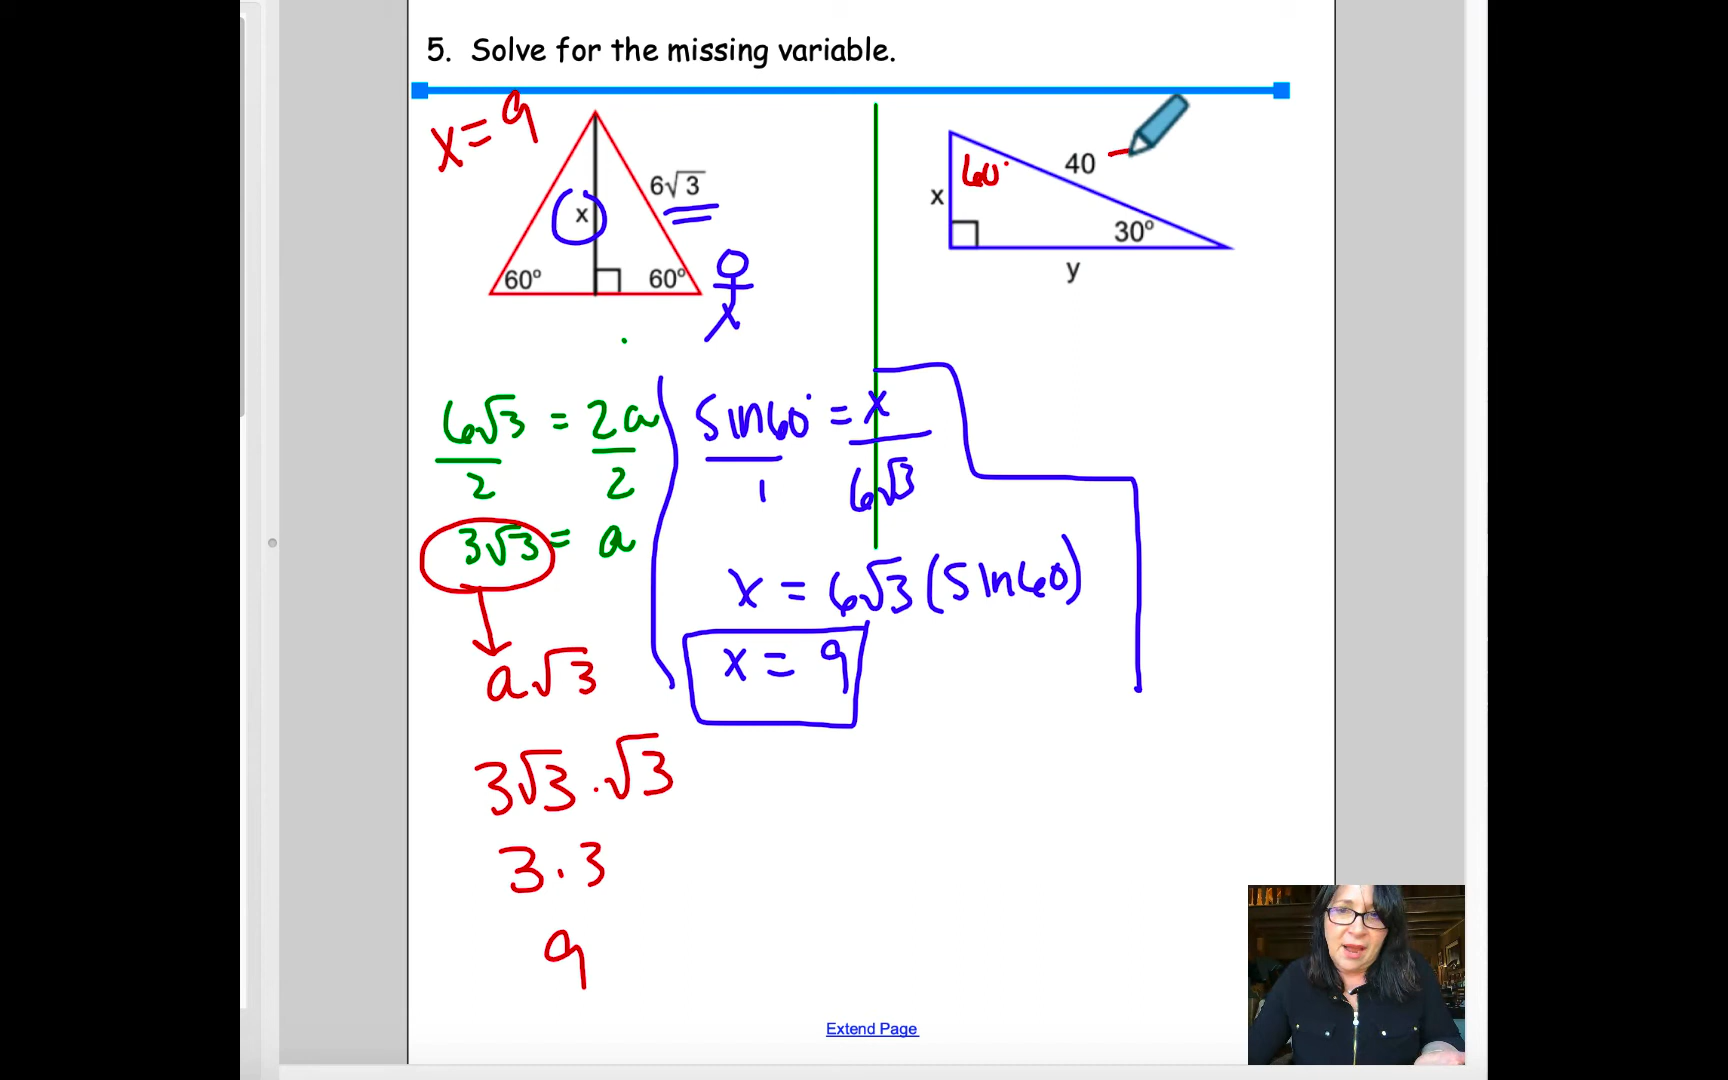 5. Solve for the missing variable.
x = 9
6√3
x
60°
60°
40
60°
x
30°
y
6√3 = 2a
2 2
3√3 = a
a√3
3√3 · √3
3 · 3
9
sin60° = x
1 6√3
x = 6√3 (sin60)
x = 9
Extend Page